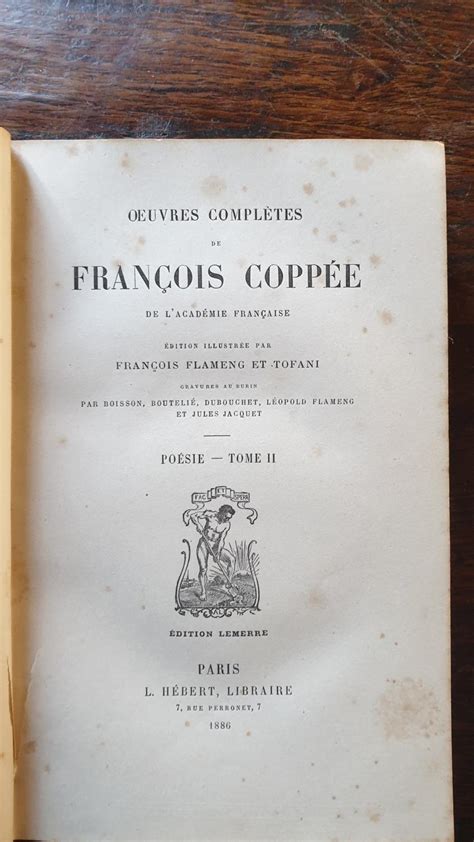 OEUVRES COMPLÈTES
DE
FRANÇOIS COPPÉE
DE L'ACADÉMIE FRANÇAISE
ÉDITION ILLUSTRÉE PAR
FRANÇOIS FLAMENG ET TOFANI
GRAVURES AU BURIN
PAR BOISSON, BOUTELIÉ, DUBOUCHET, LÉOPOLD FLAMENG
ET JULES JACQUET
POÉSIE — TOME II
FAC ET SPERA
AL
ÉDITION LEMERRE
PARIS
L. HÉBERT, LIBRAIRE
7, RUE PERRONET, 7
1886